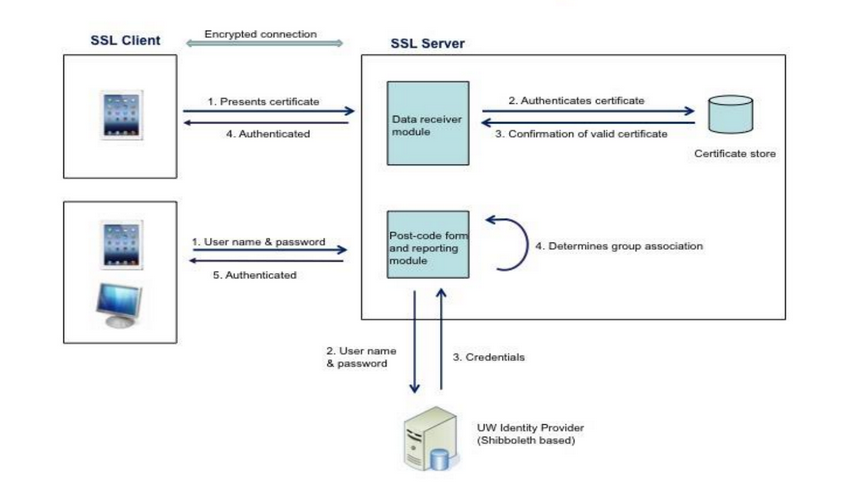 SSL Client
Encrypted connection
SSL Server
1. Presents certificate
4. Authenticated
Data receiver
module
2. Authenticates certificate
3. Confirmation of valid certificate
Certificate store
1. User name & password
5. Authenticated
Post-code form
and reporting
module
4. Determines group association
2. User name
& password
3. Credentials
UW Identity Provider
(Shibboleth based)